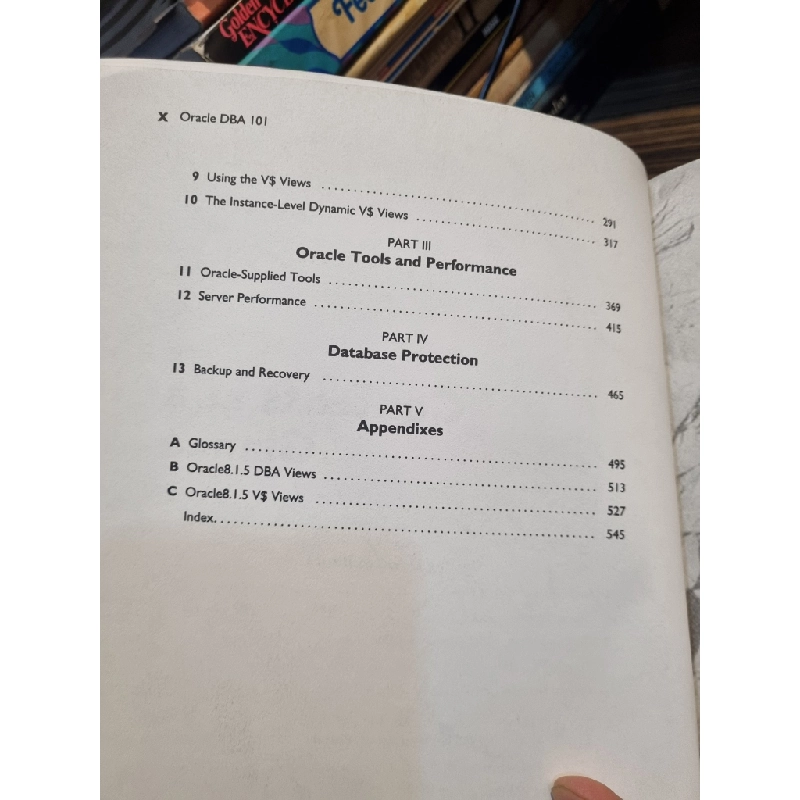 Golden
ENCYC
X Oracle DBA 101
9 Using the V$ Views ........ 291
10 The Instance-Level Dynamic V$ Views ........ 317
PART III
Oracle Tools and Performance
11 Oracle-Supplied Tools ........ 369
12 Server Performance ........ 415
PART IV
Database Protection
13 Backup and Recovery ........ 465
PART V
Appendixes
A Glossary ........ 495
B Oracle8.1.5 DBA Views ........ 513
C Oracle8.1.5 V$ Views ........ 527
Index ........ 545